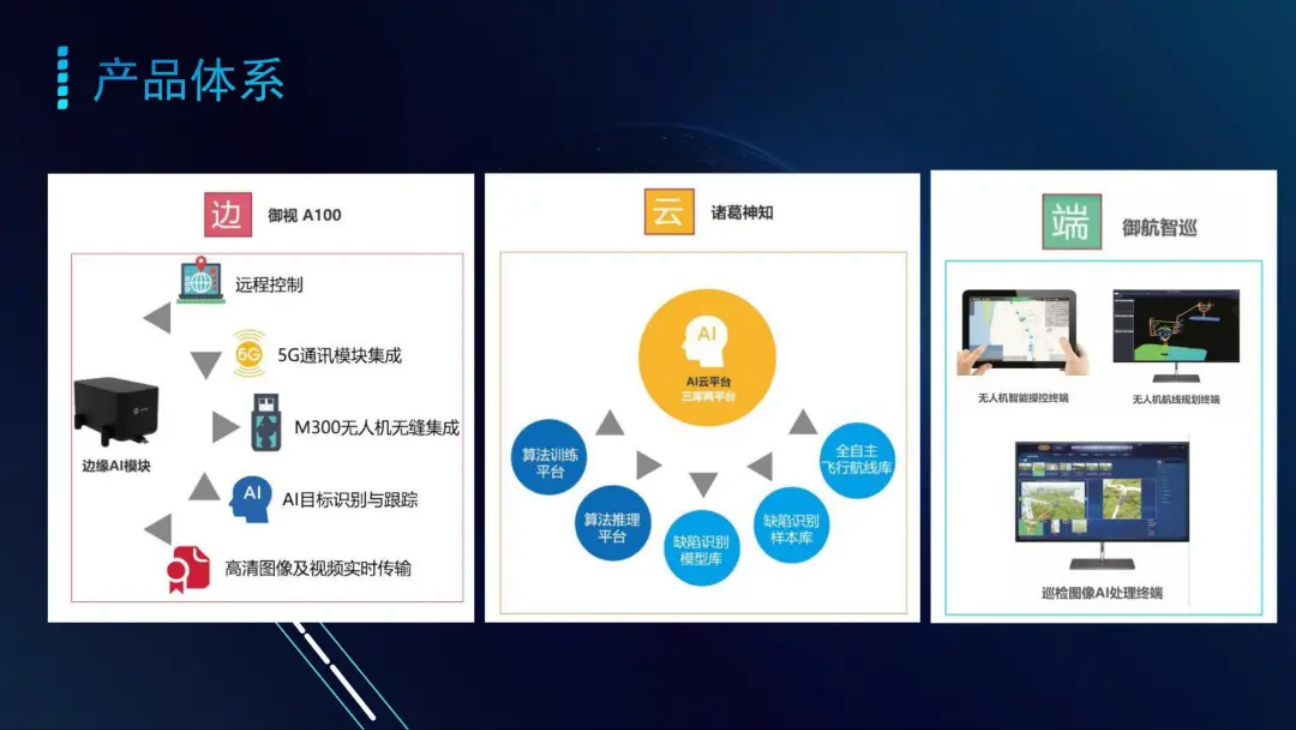 产品体系
边
御视 A100
远程控制
5G
5G通讯模块集成
M300无人机无缝集成
边缘AI模块
AI
AI目标识别与跟踪
高清图像及视频实时传输
云
诸葛神知
AI
AI云平台
三库两平台
算法训练
平台
算法推理
平台
缺陷识别
模型库
缺陷识别
样本库
全自主
飞行航线库
端
御航智巡
无人机智能操控终端
无人机航线规划终端
巡检图像AI处理终端